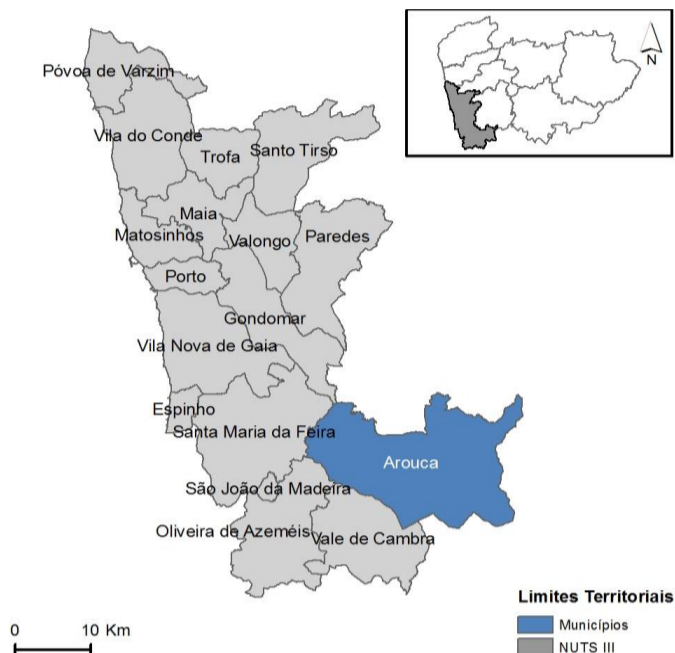 N
Póvoa de Varzim
Vila do Conde
Trofa
Santo Tirso
Maia
Matosinhos
Valongo
Paredes
Porto
Gondomar
Vila Nova de Gaia
Espinho
Santa Maria da Feira
Arouca
São João da Madeira
Oliveira de Azeméis
Vale de Cambra
Limites Territoriais
Municípios
NUTS III
0 10 Km